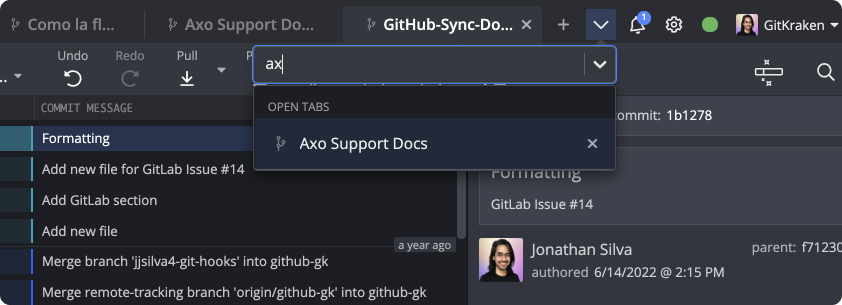 Como la fl...
Axo Support Do...
GitHub-Sync-Do...
1
GitKraken
Undo
Redo
Pull
ax
OPEN TABS
Axo Support Docs
COMMIT MESSAGE
Formatting
Add new file for GitLab Issue #14
Add GitLab section
Add new file
a year ago
Merge branch 'jjsilva4-git-hooks' into github-gk
Merge remote-tracking branch 'origin/github-gk' into github-gk
commit: 1b1278
Formatting
GitLab Issue #14
Jonathan Silva
authored 6/14/2022 @ 2:15 PM
parent: f71230